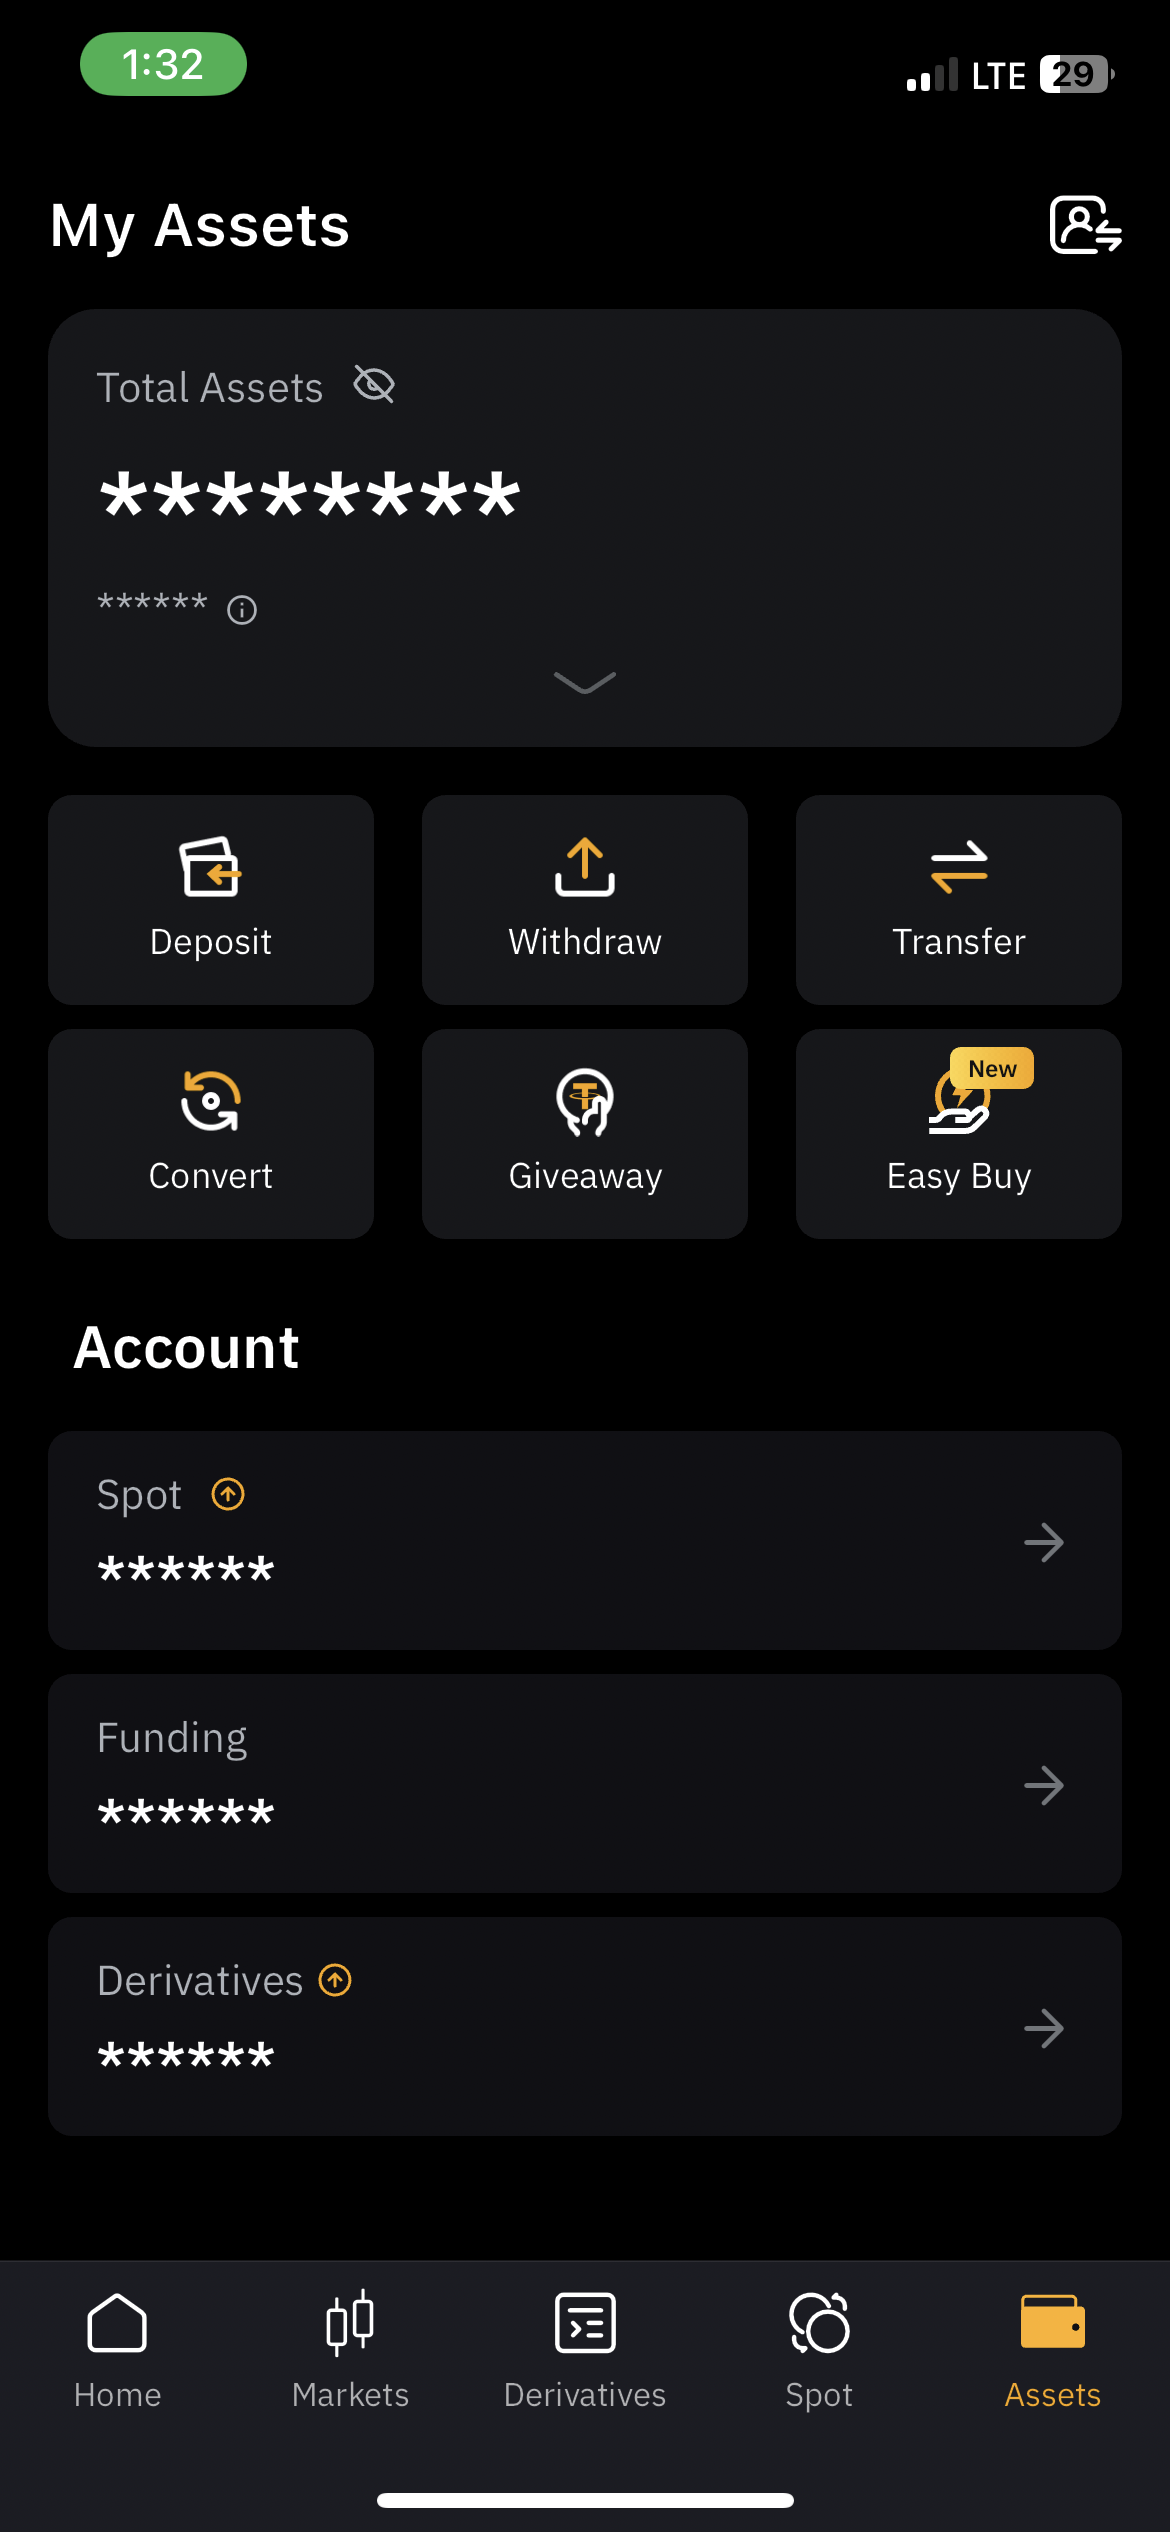 1:32 LTE 29
My Assets
Total Assets
********
******
Deposit Withdraw Transfer
New
Convert Giveaway Easy Buy
Account
Spot
******
Funding
******
Derivatives
******
Home Markets Derivatives Spot Assets